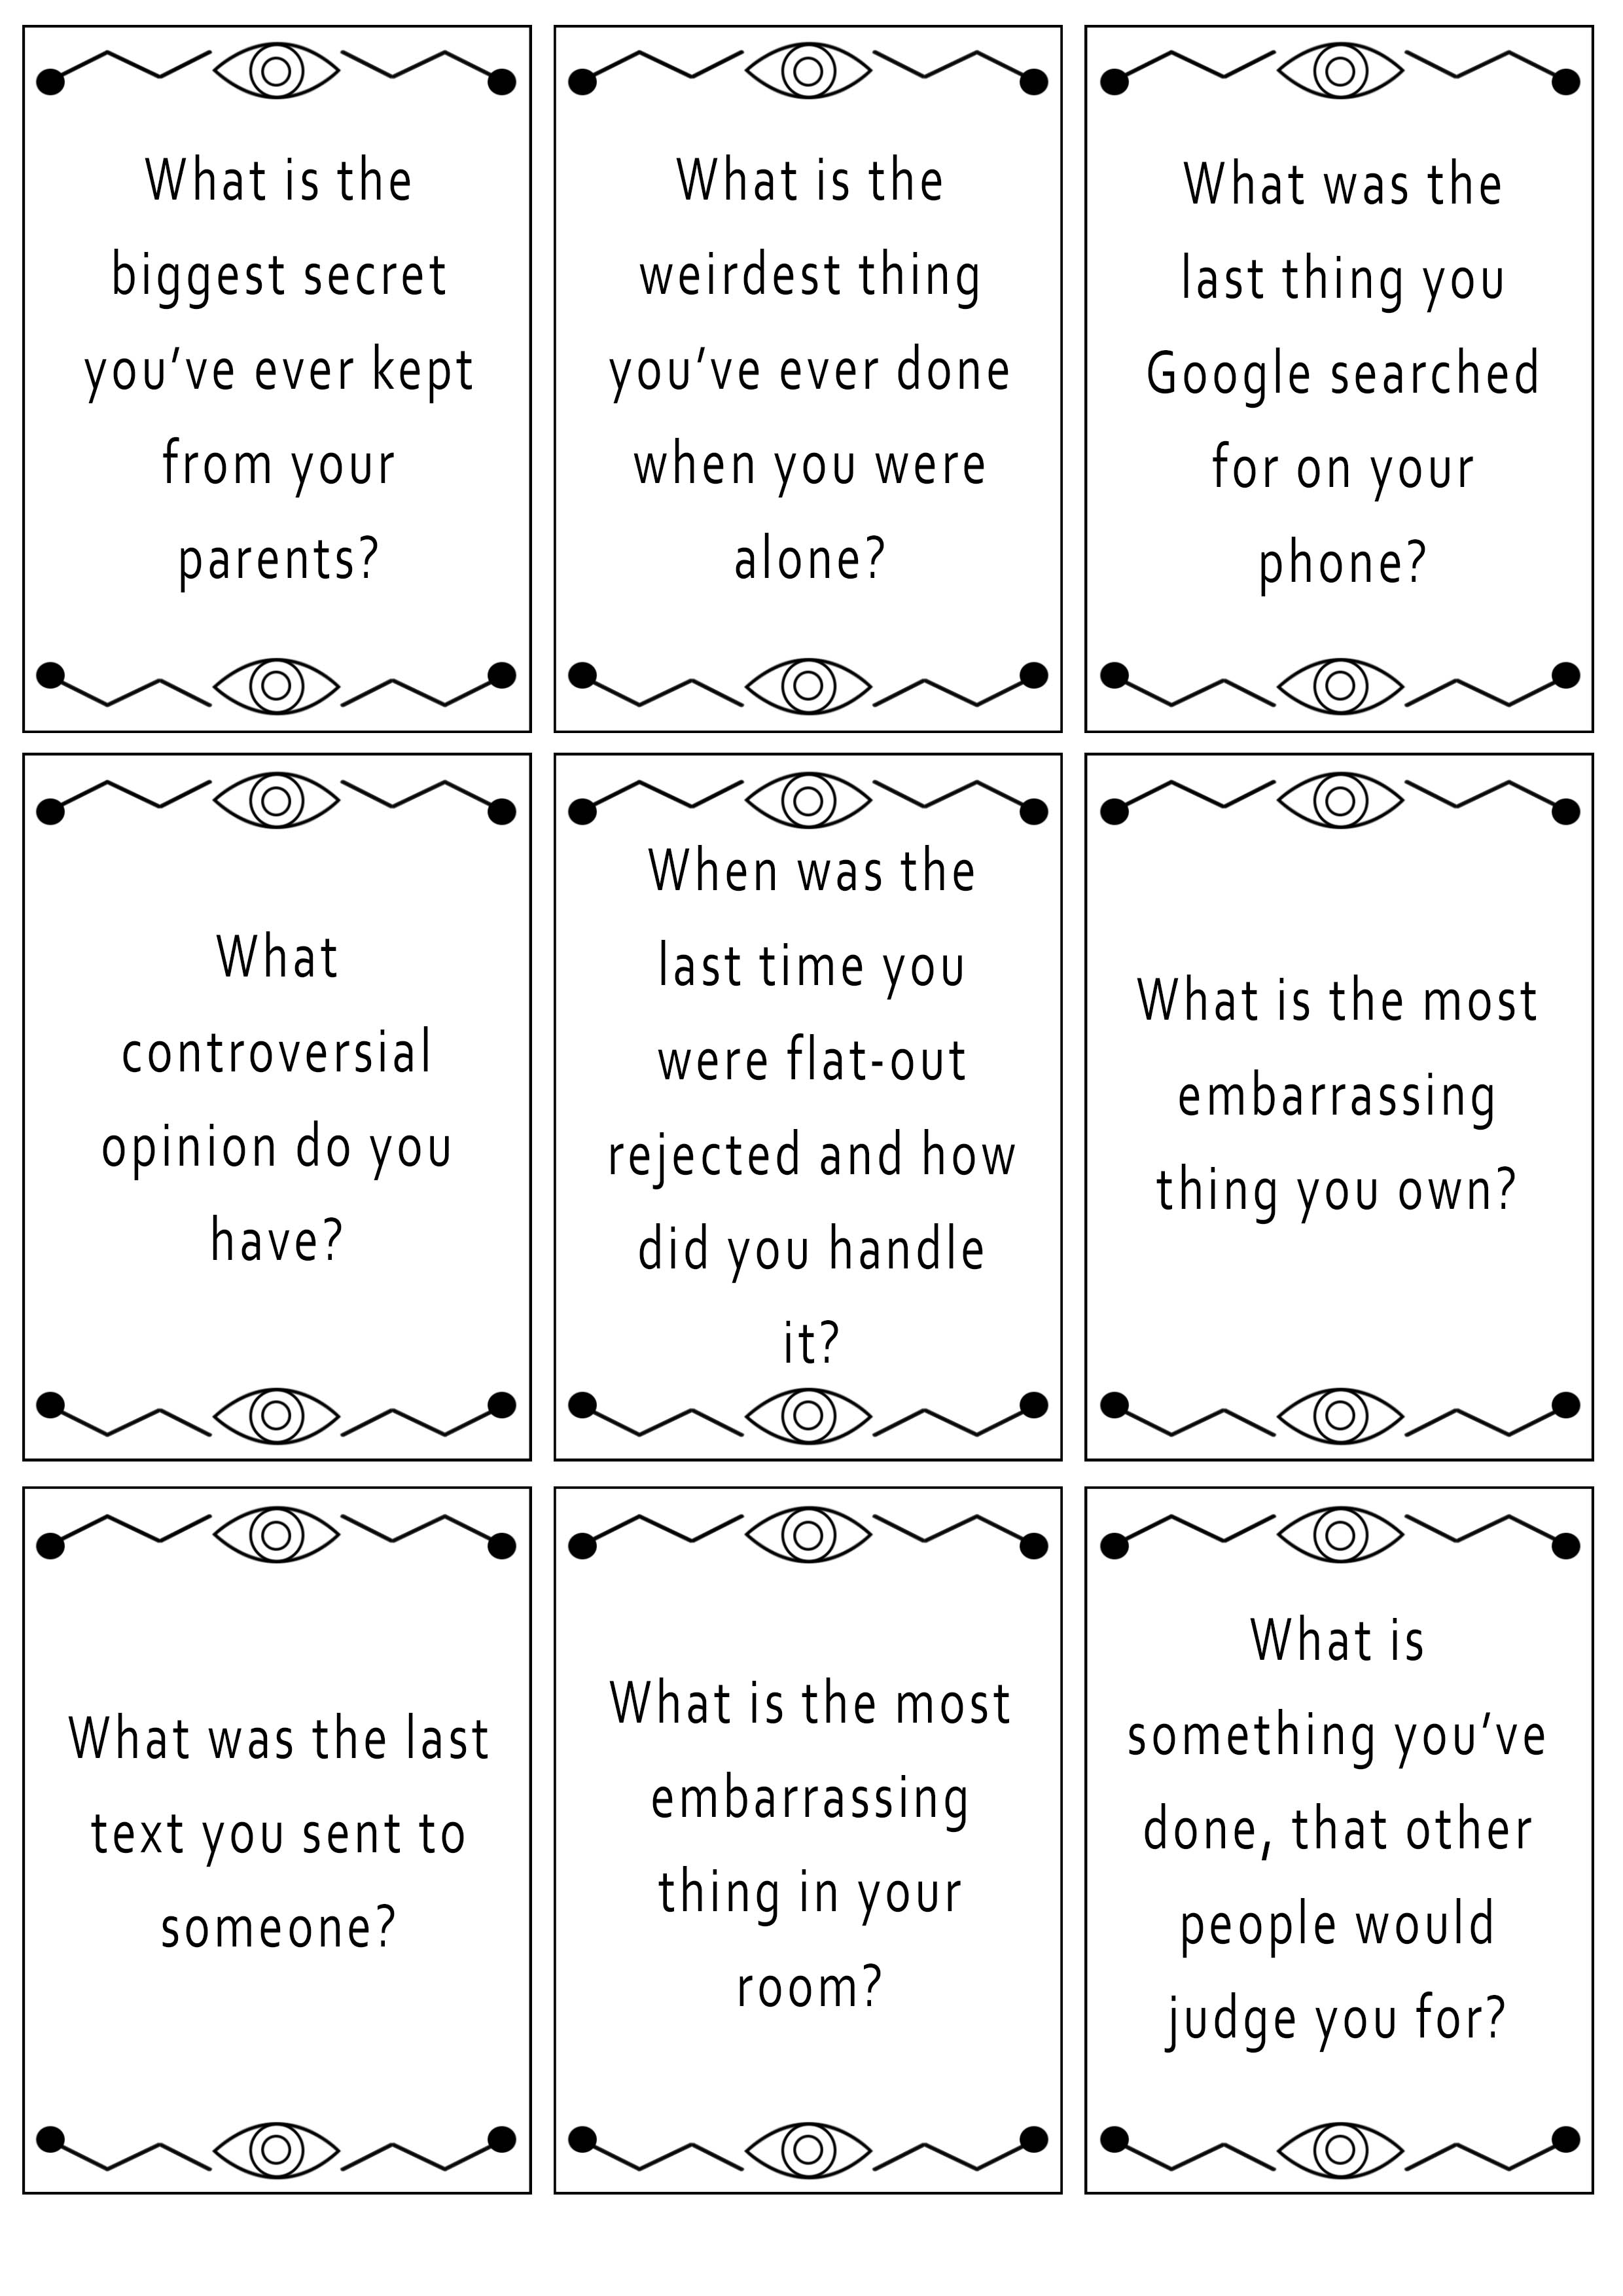 What is the
biggest secret
you've ever kept
from your
parents?
What is the
weirdest thing
you've ever done
when you were
alone?
What was the
last thing you
Google searched
for on your
phone?
What
controversial
opinion do you
have?
When was the
last time you
were flat-out
rejected and how
did you handle
it?
What is the most
embarrassing
thing you own?
What was the last
text you sent to
someone?
What is the most
embarrassing
thing in your
room?
What is
something you've
done, that other
people would
judge you for?